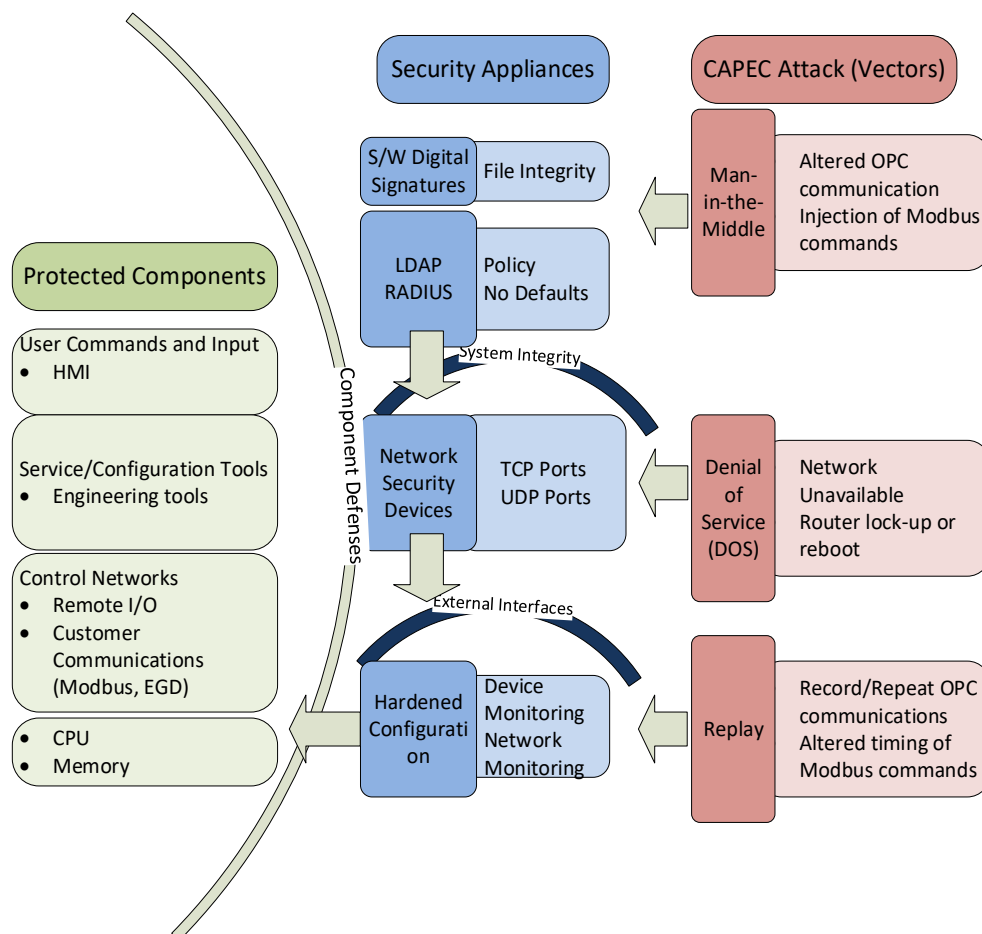 Security Appliances
CAPEC Attack (Vectors)
S/W Digital
Signatures
File Integrity
Man-
in-the-
Middle
Altered OPC
communication
Injection of Modbus
commands
LDAP
RADIUS
Policy
No Defaults
Protected Components
User Commands and Input
• HMI
Service/Configuration Tools
• Engineering tools
Control Networks
• Remote I/O
• Customer
Communications
(Modbus, EGD)
• CPU
• Memory
Component Defenses
System Integrity
Network
Security
Devices
TCP Ports
UDP Ports
Denial
of
Service
(DOS)
Network
Unavailable
Router lock-up or
reboot
External Interfaces
Hardened
Configurati
on
Device
Monitoring
Network
Monitoring
Replay
Record/Repeat OPC
communications
Altered timing of
Modbus commands